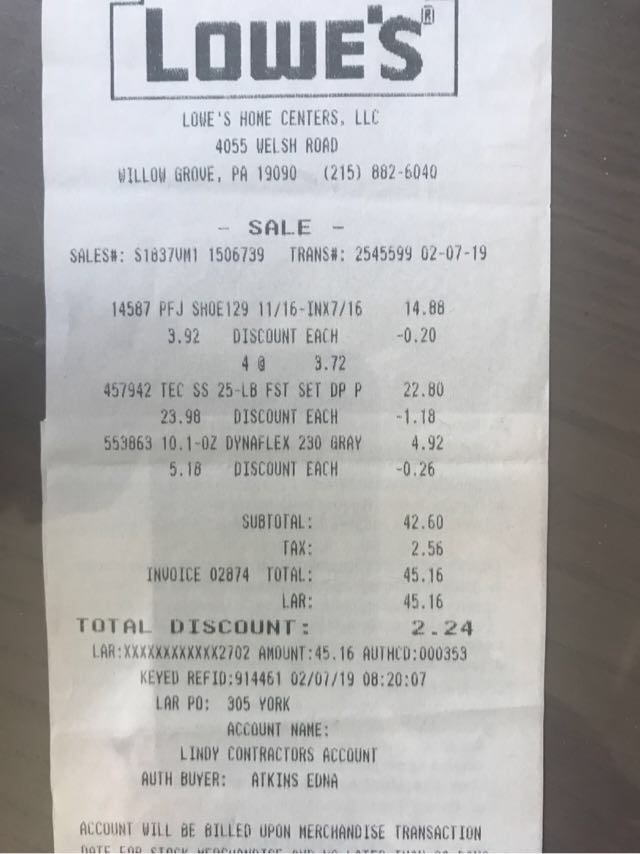 LOWE'S®
LOWE'S HOME CENTERS, LLC
4055 WELSH ROAD
WILLOW GROVE, PA 19090 (215) 882-6040
- SALE -
SALES#: S1837VM1 1506739 TRANS#: 2545599 02-07-19
14587 PFJ SHOE129 11/16-INX7/16 14.88
3.92 DISCOUNT EACH -0.20
4 @ 3.72
457942 TEC SS 25-LB FST SET DP P 22.80
23.98 DISCOUNT EACH -1.18
553863 10.1-OZ DYNAFLEX 230 GRAY 4.92
5.18 DISCOUNT EACH -0.26
SUBTOTAL: 42.60
TAX: 2.56
INVOICE 02874 TOTAL: 45.16
LAR: 45.16
TOTAL DISCOUNT: 2.24
LAR:XXXXXXXXXXXX2702 AMOUNT:45.16 AUTHCD:000353
KEYED REFID:914461 02/07/19 08:20:07
LAR PO: 305 YORK
ACCOUNT NAME:
LINDY CONTRACTORS ACCOUNT
AUTH BUYER: ATKINS EDNA
ACCOUNT WILL BE BILLED UPON MERCHANDISE TRANSACTION